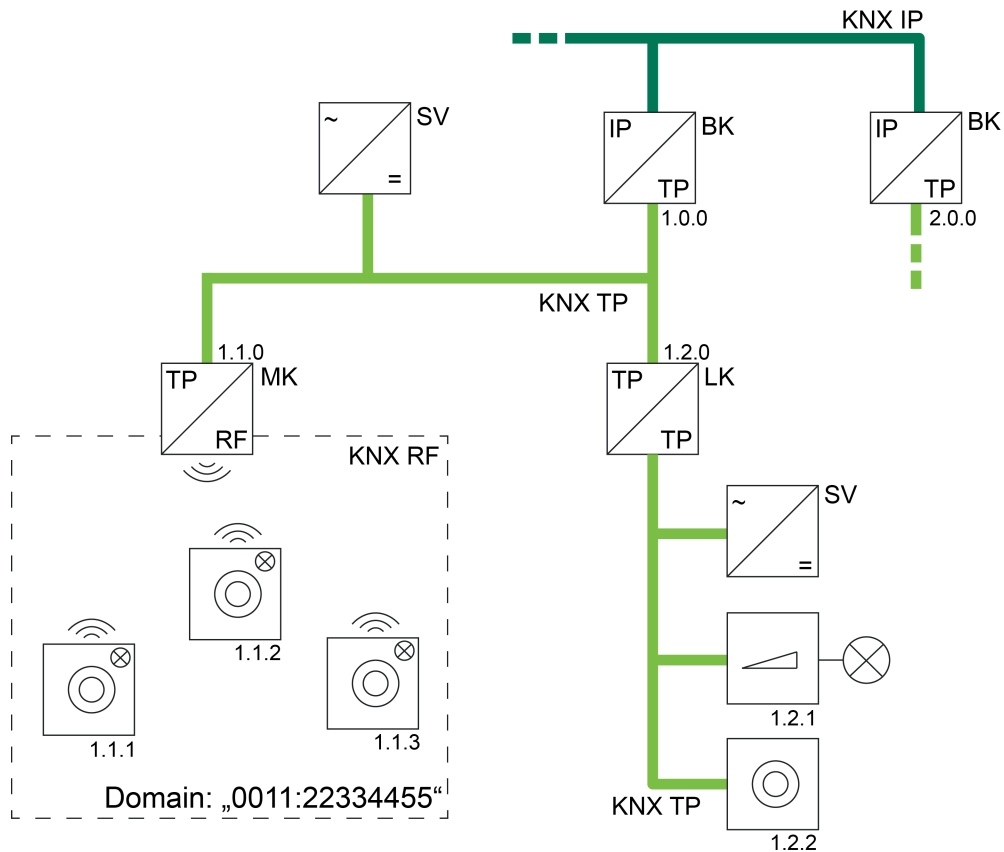 KNX IP
~
=
SV
IP
TP
BK
1.0.0
IP
TP
BK
2.0.0
KNX TP
1.1.0
TP
RF
MK
1.2.0
TP
TP
LK
KNX RF
~
=
SV
1.1.2
1.1.1
1.1.3
1.2.1
Domain: „0011:22334455“
KNX TP
1.2.2